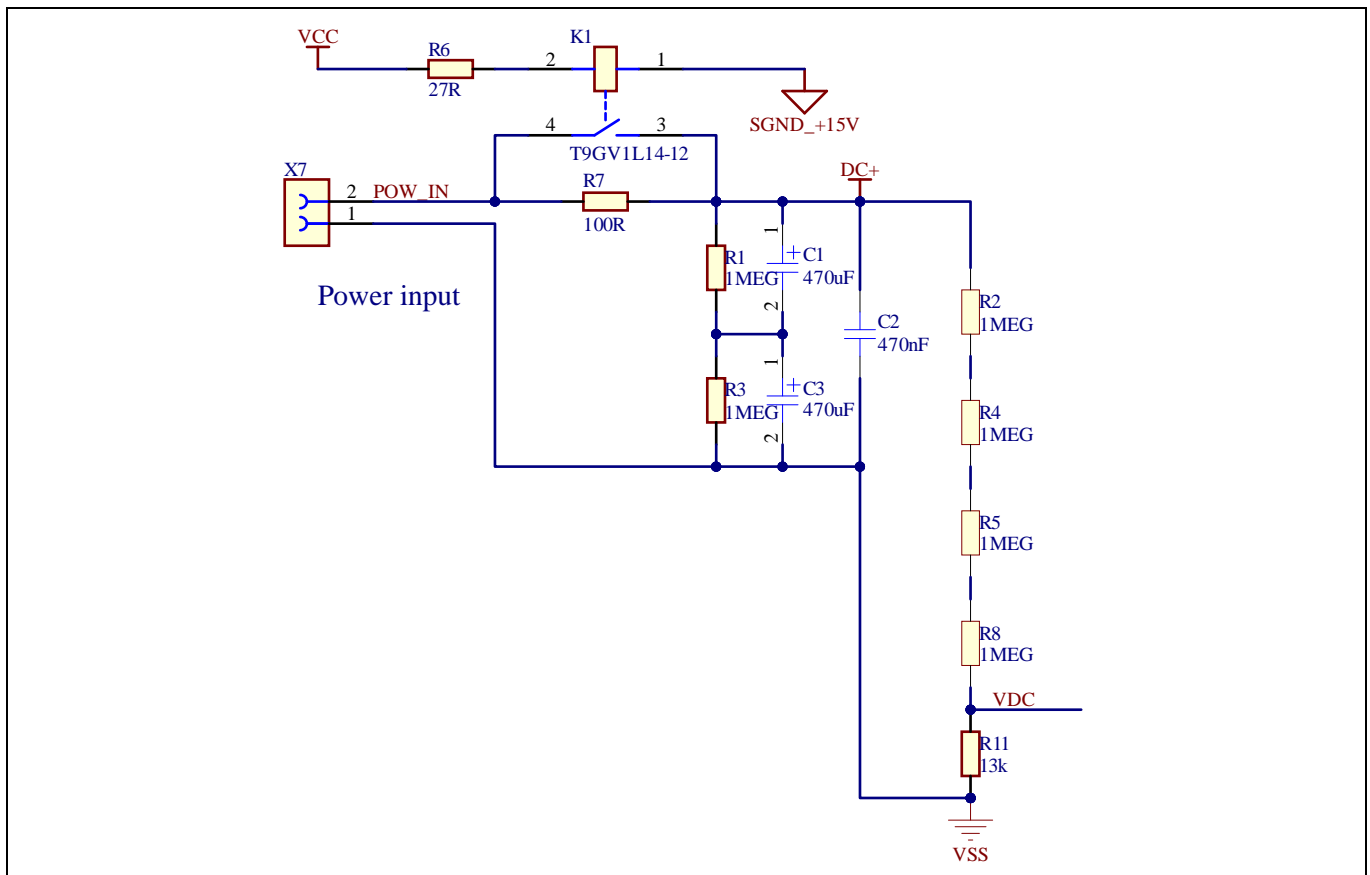 VCC
R6
27R
2
K1
1
SGND_+15V
4
3
T9GV1L14-12
X7
2
POW_IN
1
R7
100R
DC+
Power input
R1
1MEG
1
C1
470uF
2
C2
470nF
R2
1MEG
R3
1MEG
1
C3
470uF
2
R4
1MEG
R5
1MEG
R8
1MEG
VDC
R11
13k
VSS